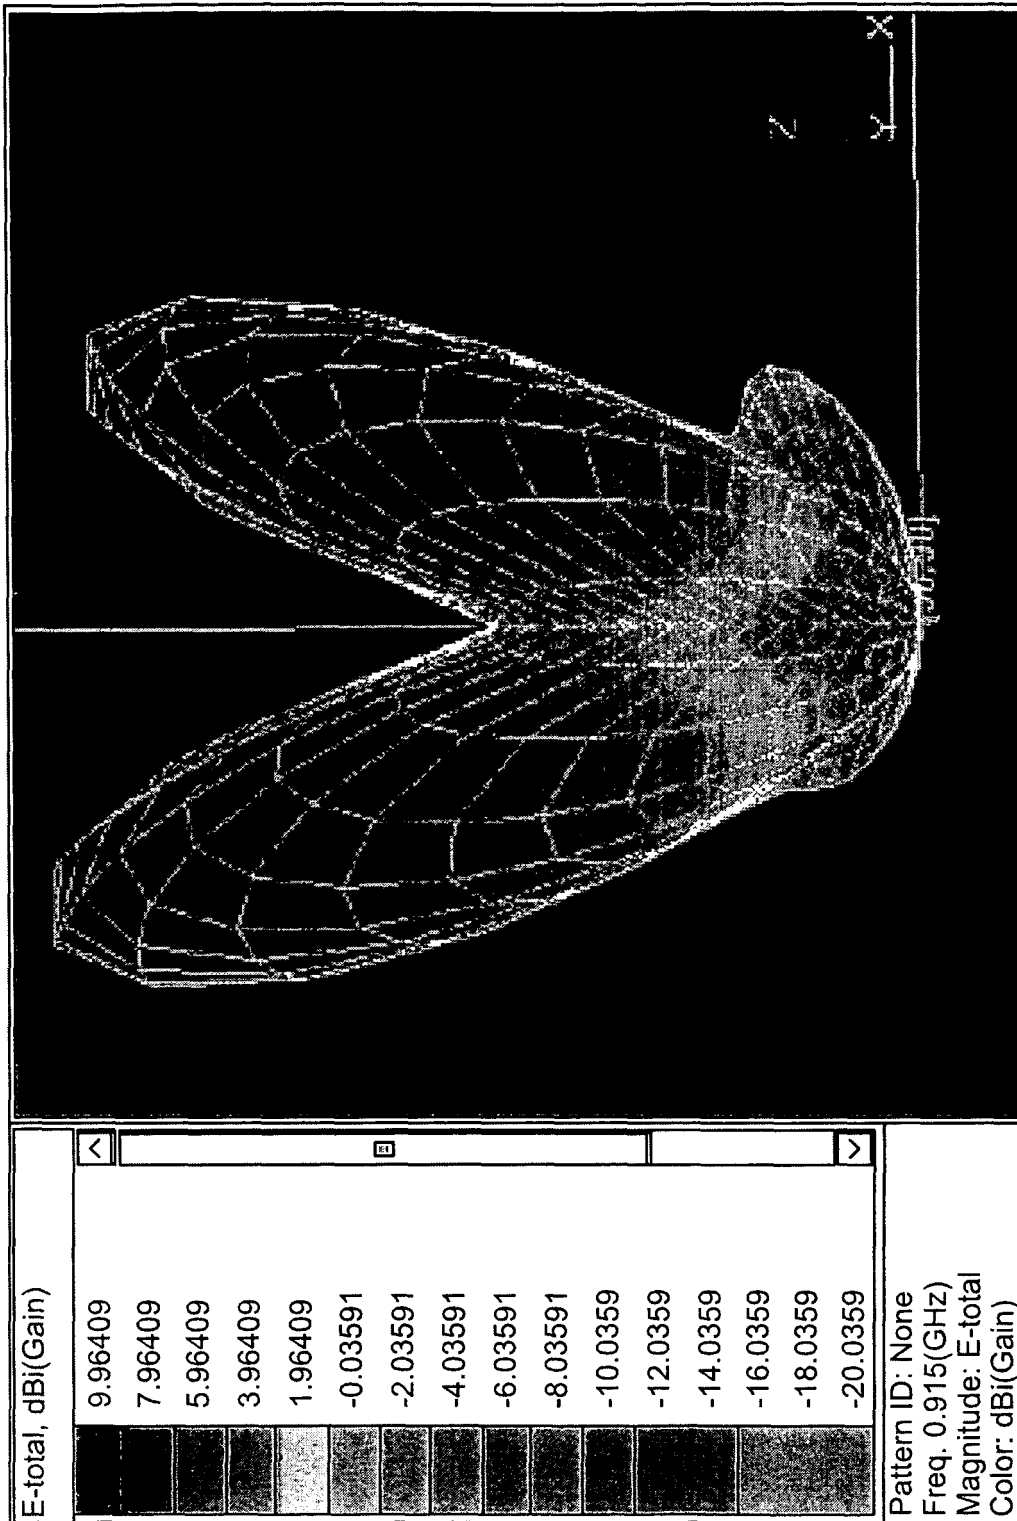 E-total, dBi(Gain)
9.96409
7.96409
5.96409
3.96409
1.96409
-0.03591
-2.03591
-4.03591
-6.03591
-8.03591
-10.0359
-12.0359
-14.0359
-16.0359
-18.0359
-20.0359
Pattern ID: None
Freq. 0.915(GHz)
Magnitude: E-total
Color: dBi(Gain)
Z
Y
X